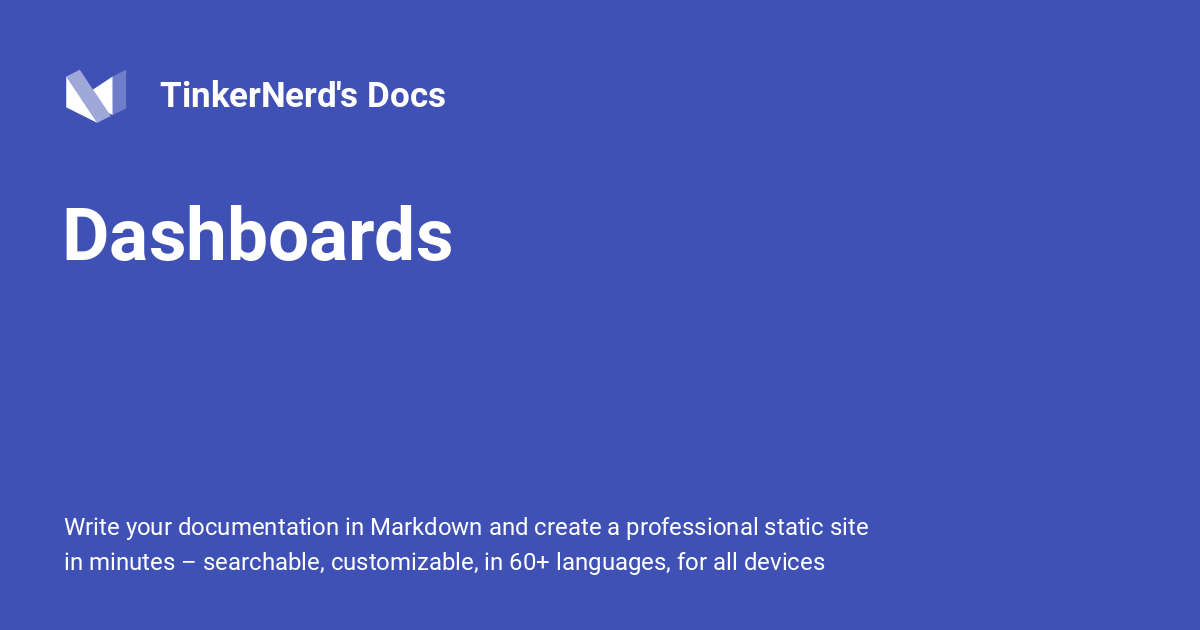 TinkerNerd's Docs
Dashboards
Write your documentation in Markdown and create a professional static site
in minutes – searchable, customizable, in 60+ languages, for all devices